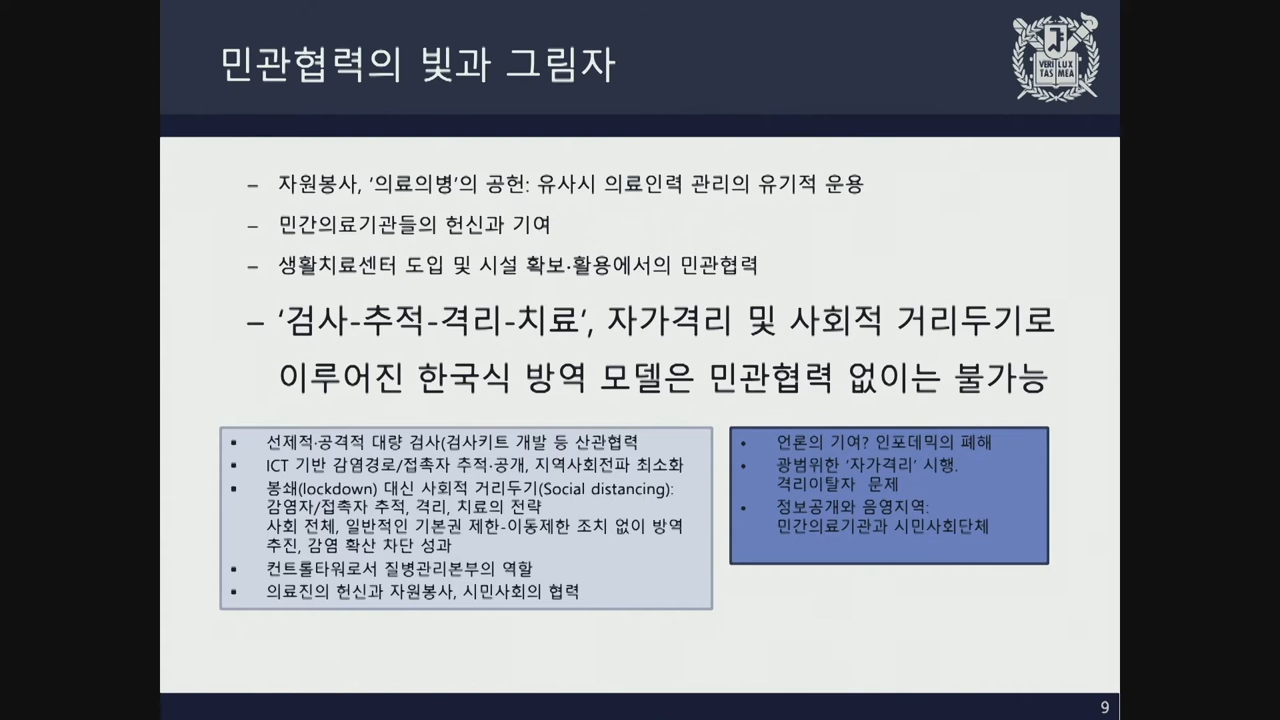 민관협력의 빛과 그림자
VERI LUX
TAS MEA
– 자원봉사, ‘의료의병’의 공헌: 유사시 의료인력 관리의 유기적 운용
– 민간의료기관들의 헌신과 기여
– 생활치료센터 도입 및 시설 확보·활용에서의 민관협력
– ‘검사-추적-격리-치료‘, 자가격리 및 사회적 거리두기로
이루어진 한국식 방역 모델은 민관협력 없이는 불가능
▪ 선제적·공격적 대량 검사(검사키트 개발 등 산관협력
▪ ICT 기반 감염경로/접촉자 추적·공개, 지역사회전파 최소화
▪ 봉쇄(lockdown) 대신 사회적 거리두기(Social distancing):
감염자/접촉자 추적, 격리, 치료의 전략
사회 전체, 일반적인 기본권 제한-이동제한 조치 없이 방역
추진, 감염 확산 차단 성과
▪ 컨트롤타워로서 질병관리본부의 역할
▪ 의료진의 헌신과 자원봉사, 시민사회의 협력
• 언론의 기여? 인포데믹의 폐해
• 광범위한 ‘자가격리’ 시행.
격리이탈자 문제
• 정보공개와 음영지역:
민간의료기관과 시민사회단체
9